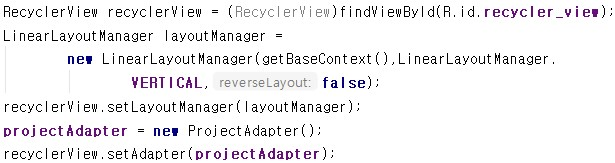 RecyclerView recyclerView = (RecyclerView)findViewById(R.id.recycler_view);
LinearLayoutManager layoutManager =
new LinearLayoutManager(getBaseContext(),LinearLayoutManager.
VERTICAL, reverseLayout: false);
recyclerView.setLayoutManager(layoutManager);
projectAdapter = new ProjectAdapter();
recyclerView.setAdapter(projectAdapter);